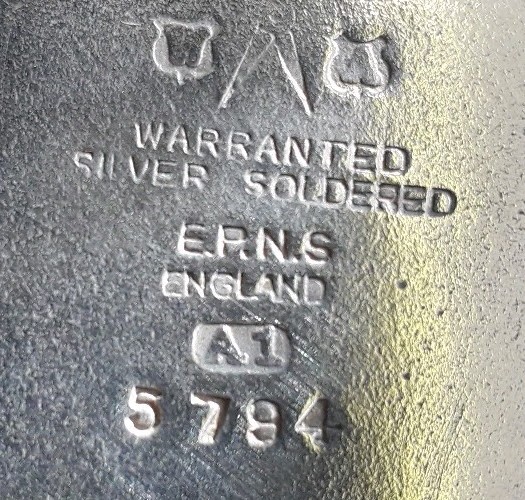 WARRANTED
SILVER SOLDERED
E.P.N.S
ENGLAND
A1
5794